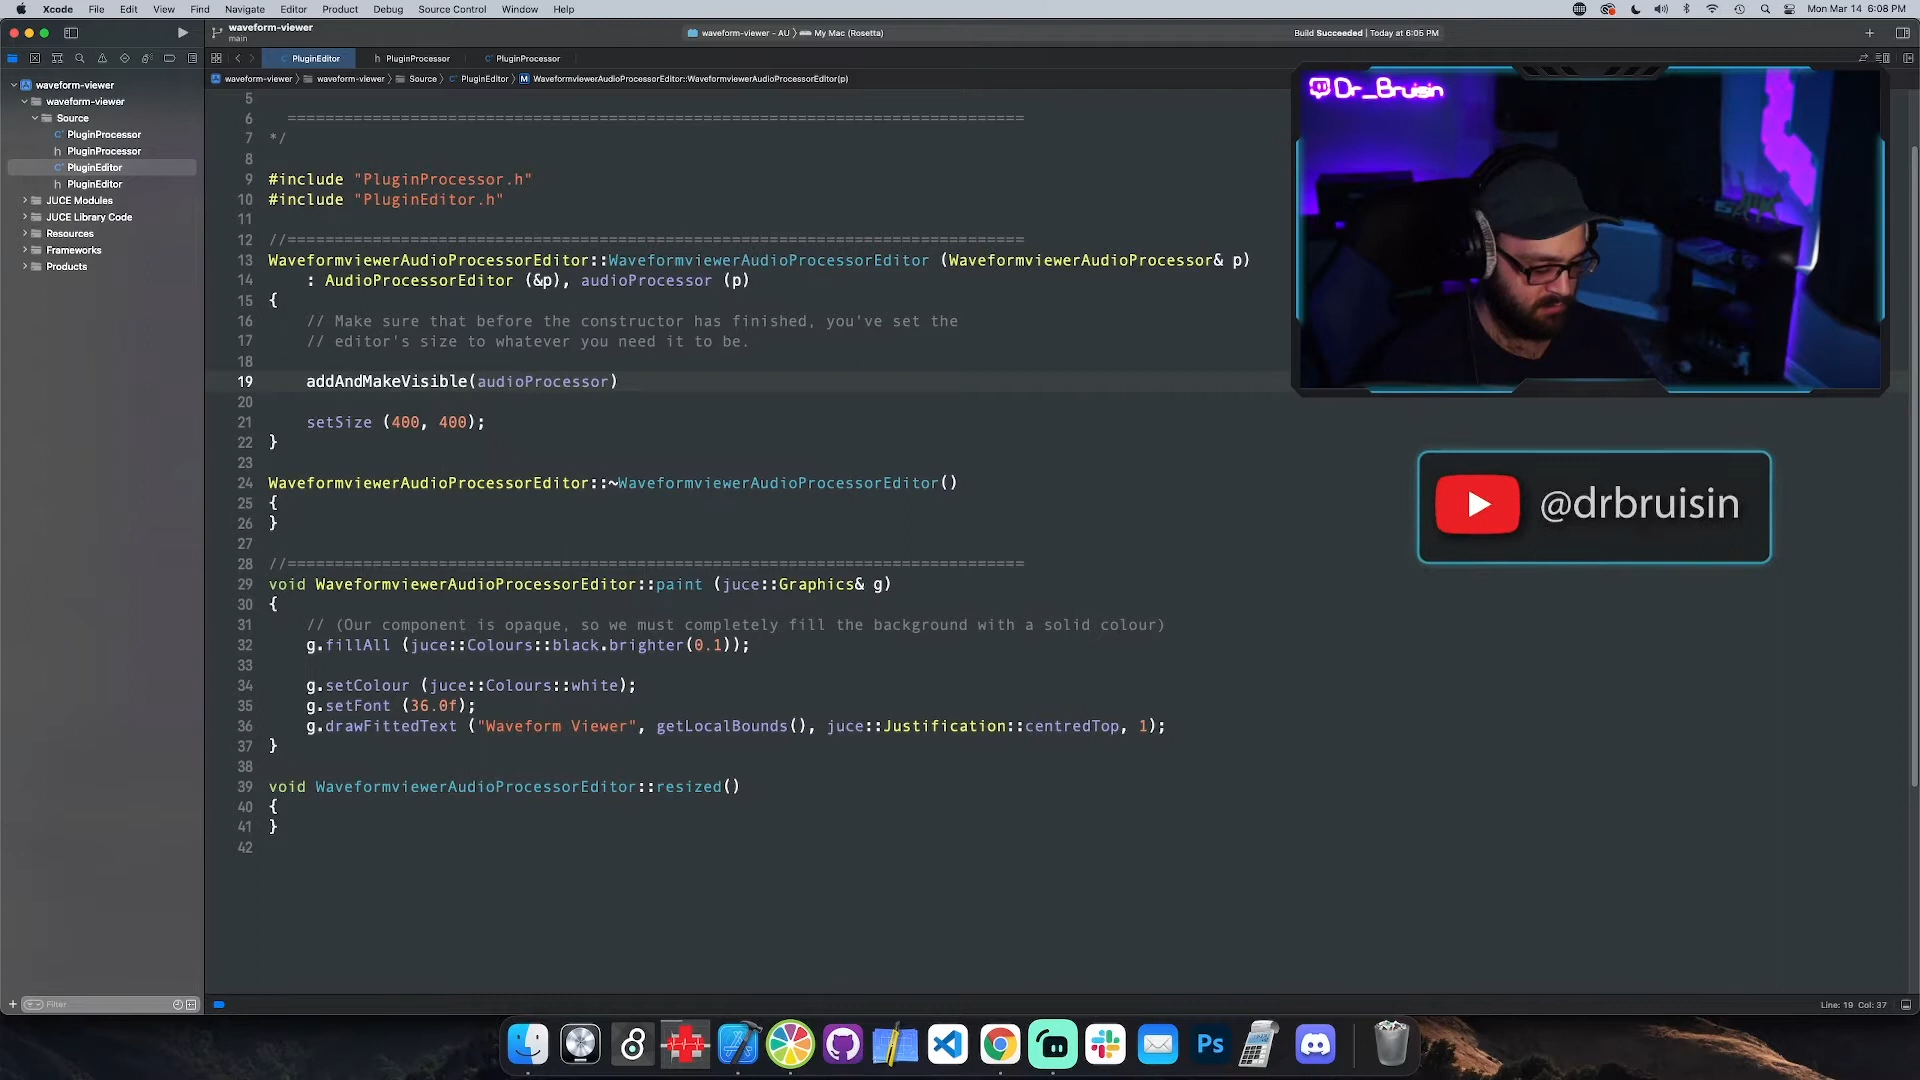 Xcode File Edit View Find Navigate Editor Product Debug Source Control Window Help
Mon Mar 14 6:08 PM
waveform-viewer
main
waveform-viewer - AU 〉 My Mac (Rosetta)
Build Succeeded | Today at 6:05 PM
PluginEditor
h PluginProcessor
PluginProcessor
waveform-viewer 〉 waveform-viewer 〉 Source 〉 PluginEditor 〉 M WaveformviewerAudioProcessorEditor::WaveformviewerAudioProcessorEditor(p)
waveform-viewer
waveform-viewer
Source
PluginProcessor
h PluginProcessor
PluginEditor
h PluginEditor
JUCE Modules
JUCE Library Code
Resources
Frameworks
Products
5
6 ==============================================================================
7 */
8
9 #include "PluginProcessor.h"
10 #include "PluginEditor.h"
11
12 //==============================================================================
13 WaveformviewerAudioProcessorEditor::WaveformviewerAudioProcessorEditor (WaveformviewerAudioProcessor& p)
14 : AudioProcessorEditor (&p), audioProcessor (p)
15 {
16 // Make sure that before the constructor has finished, you've set the
17 // editor's size to whatever you need it to be.
18
19 addAndMakeVisible(audioProcessor)
20
21 setSize (400, 400);
22 }
23
24 WaveformviewerAudioProcessorEditor::~WaveformviewerAudioProcessorEditor()
25 {
26 }
27
28 //==============================================================================
29 void WaveformviewerAudioProcessorEditor::paint (juce::Graphics& g)
30 {
31 // (Our component is opaque, so we must completely fill the background with a solid colour)
32 g.fillAll (juce::Colours::black.brighter(0.1));
33
34 g.setColour (juce::Colours::white);
35 g.setFont (36.0f);
36 g.drawFittedText ("Waveform Viewer", getLocalBounds(), juce::Justification::centredTop, 1);
37 }
38
39 void WaveformviewerAudioProcessorEditor::resized()
40 {
41 }
42
Dr_Bruisin
@drbruisin
Filter
Line: 19 Col: 37
Ps